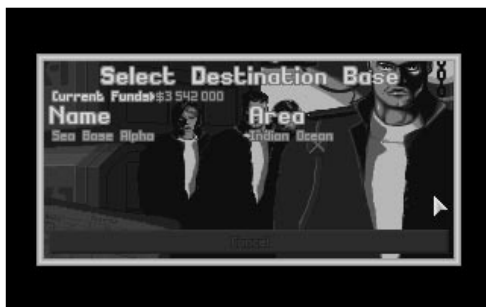 Select Destination Base
Current Funds>$3 542 000
Name Area
Sea Base Alpha Indian Ocean
Cancel